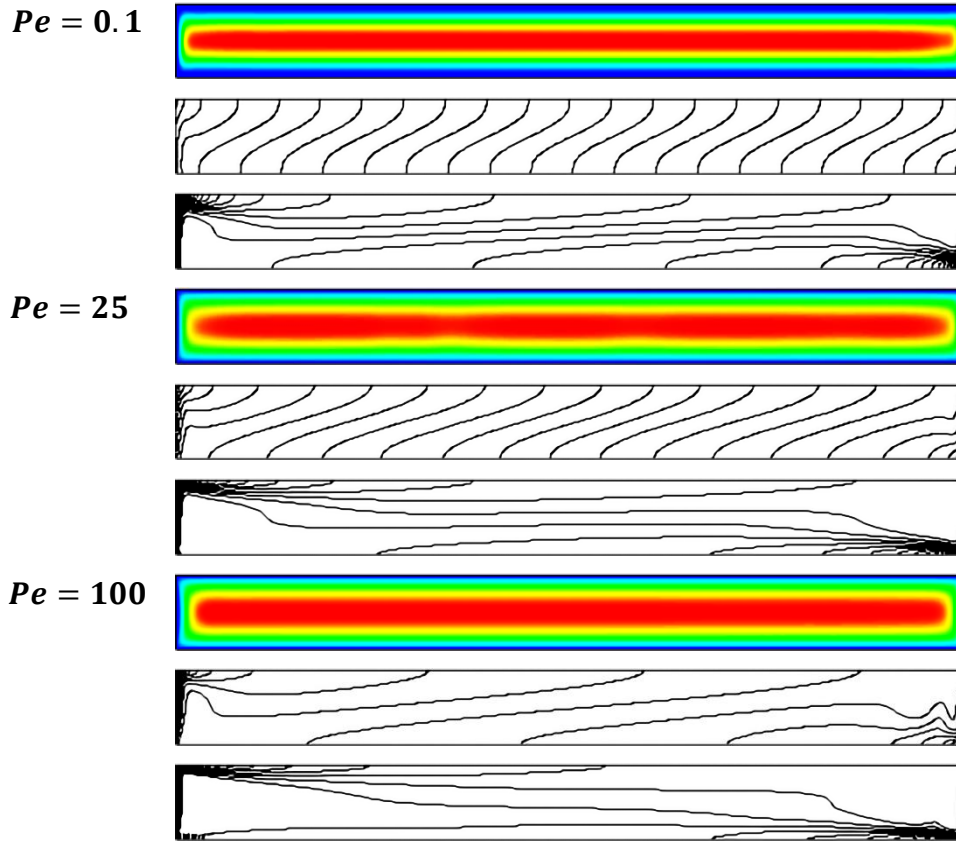 Pe = 0.1
Pe = 25
Pe = 100